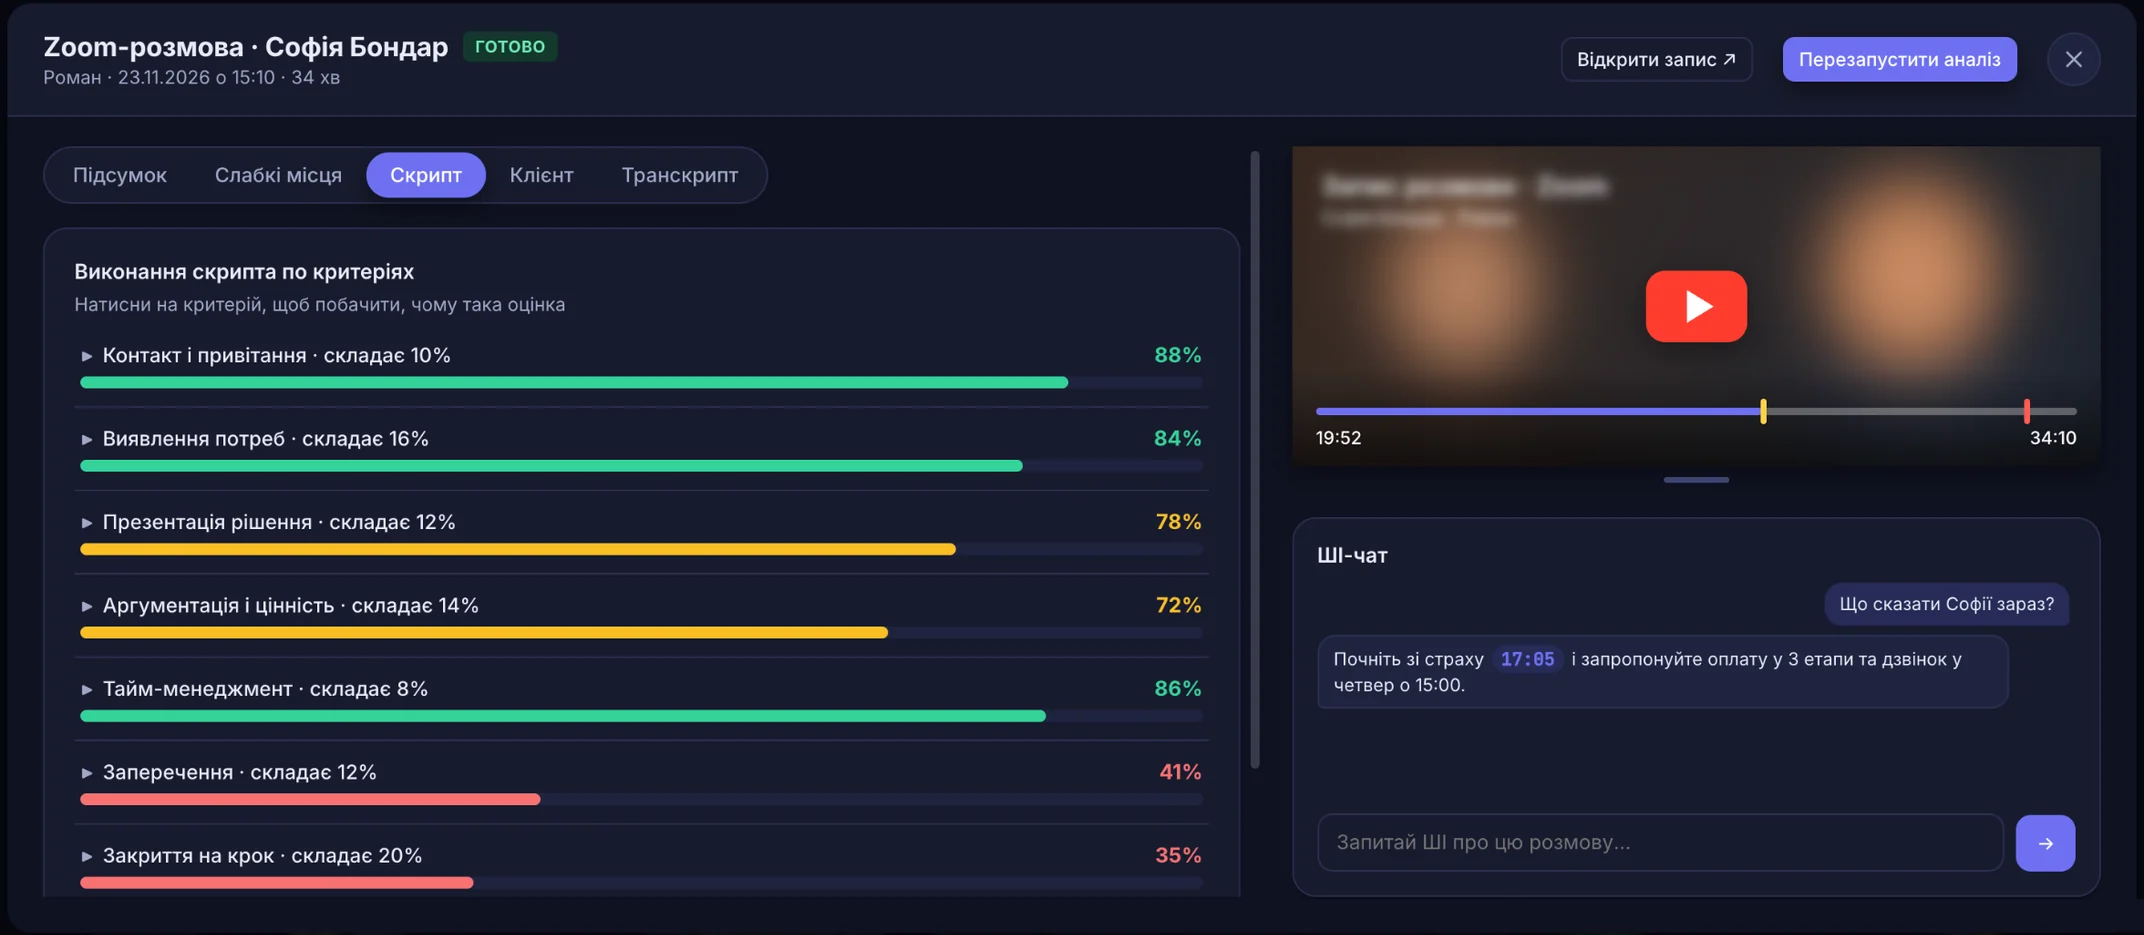 Zoom-розмова · Софія Бондар ГОТОВО
Роман · 23.11.2026 о 15:10 · 34 хв
Відкрити запис ↗
Перезапустити аналіз
Підсумок Слабкі місця Скрипт Клієнт Транскрипт
Виконання скрипта по критеріях
Натисни на критерій, щоб побачити, чому така оцінка
▸ Контакт і привітання · складає 10% 88%
▸ Виявлення потреб · складає 16% 84%
▸ Презентація рішення · складає 12% 78%
▸ Аргументація і цінність · складає 14% 72%
▸ Тайм-менеджмент · складає 8% 86%
▸ Заперечення · складає 12% 41%
▸ Закриття на крок · складає 20% 35%
Запис розмови · Zoom
19:52 34:10
ШІ-чат
Що сказати Софії зараз?
Почніть зі страху 17:05 і запропонуйте оплату у 3 етапи та дзвінок у
четвер о 15:00.
Запитай ШІ про цю розмову...